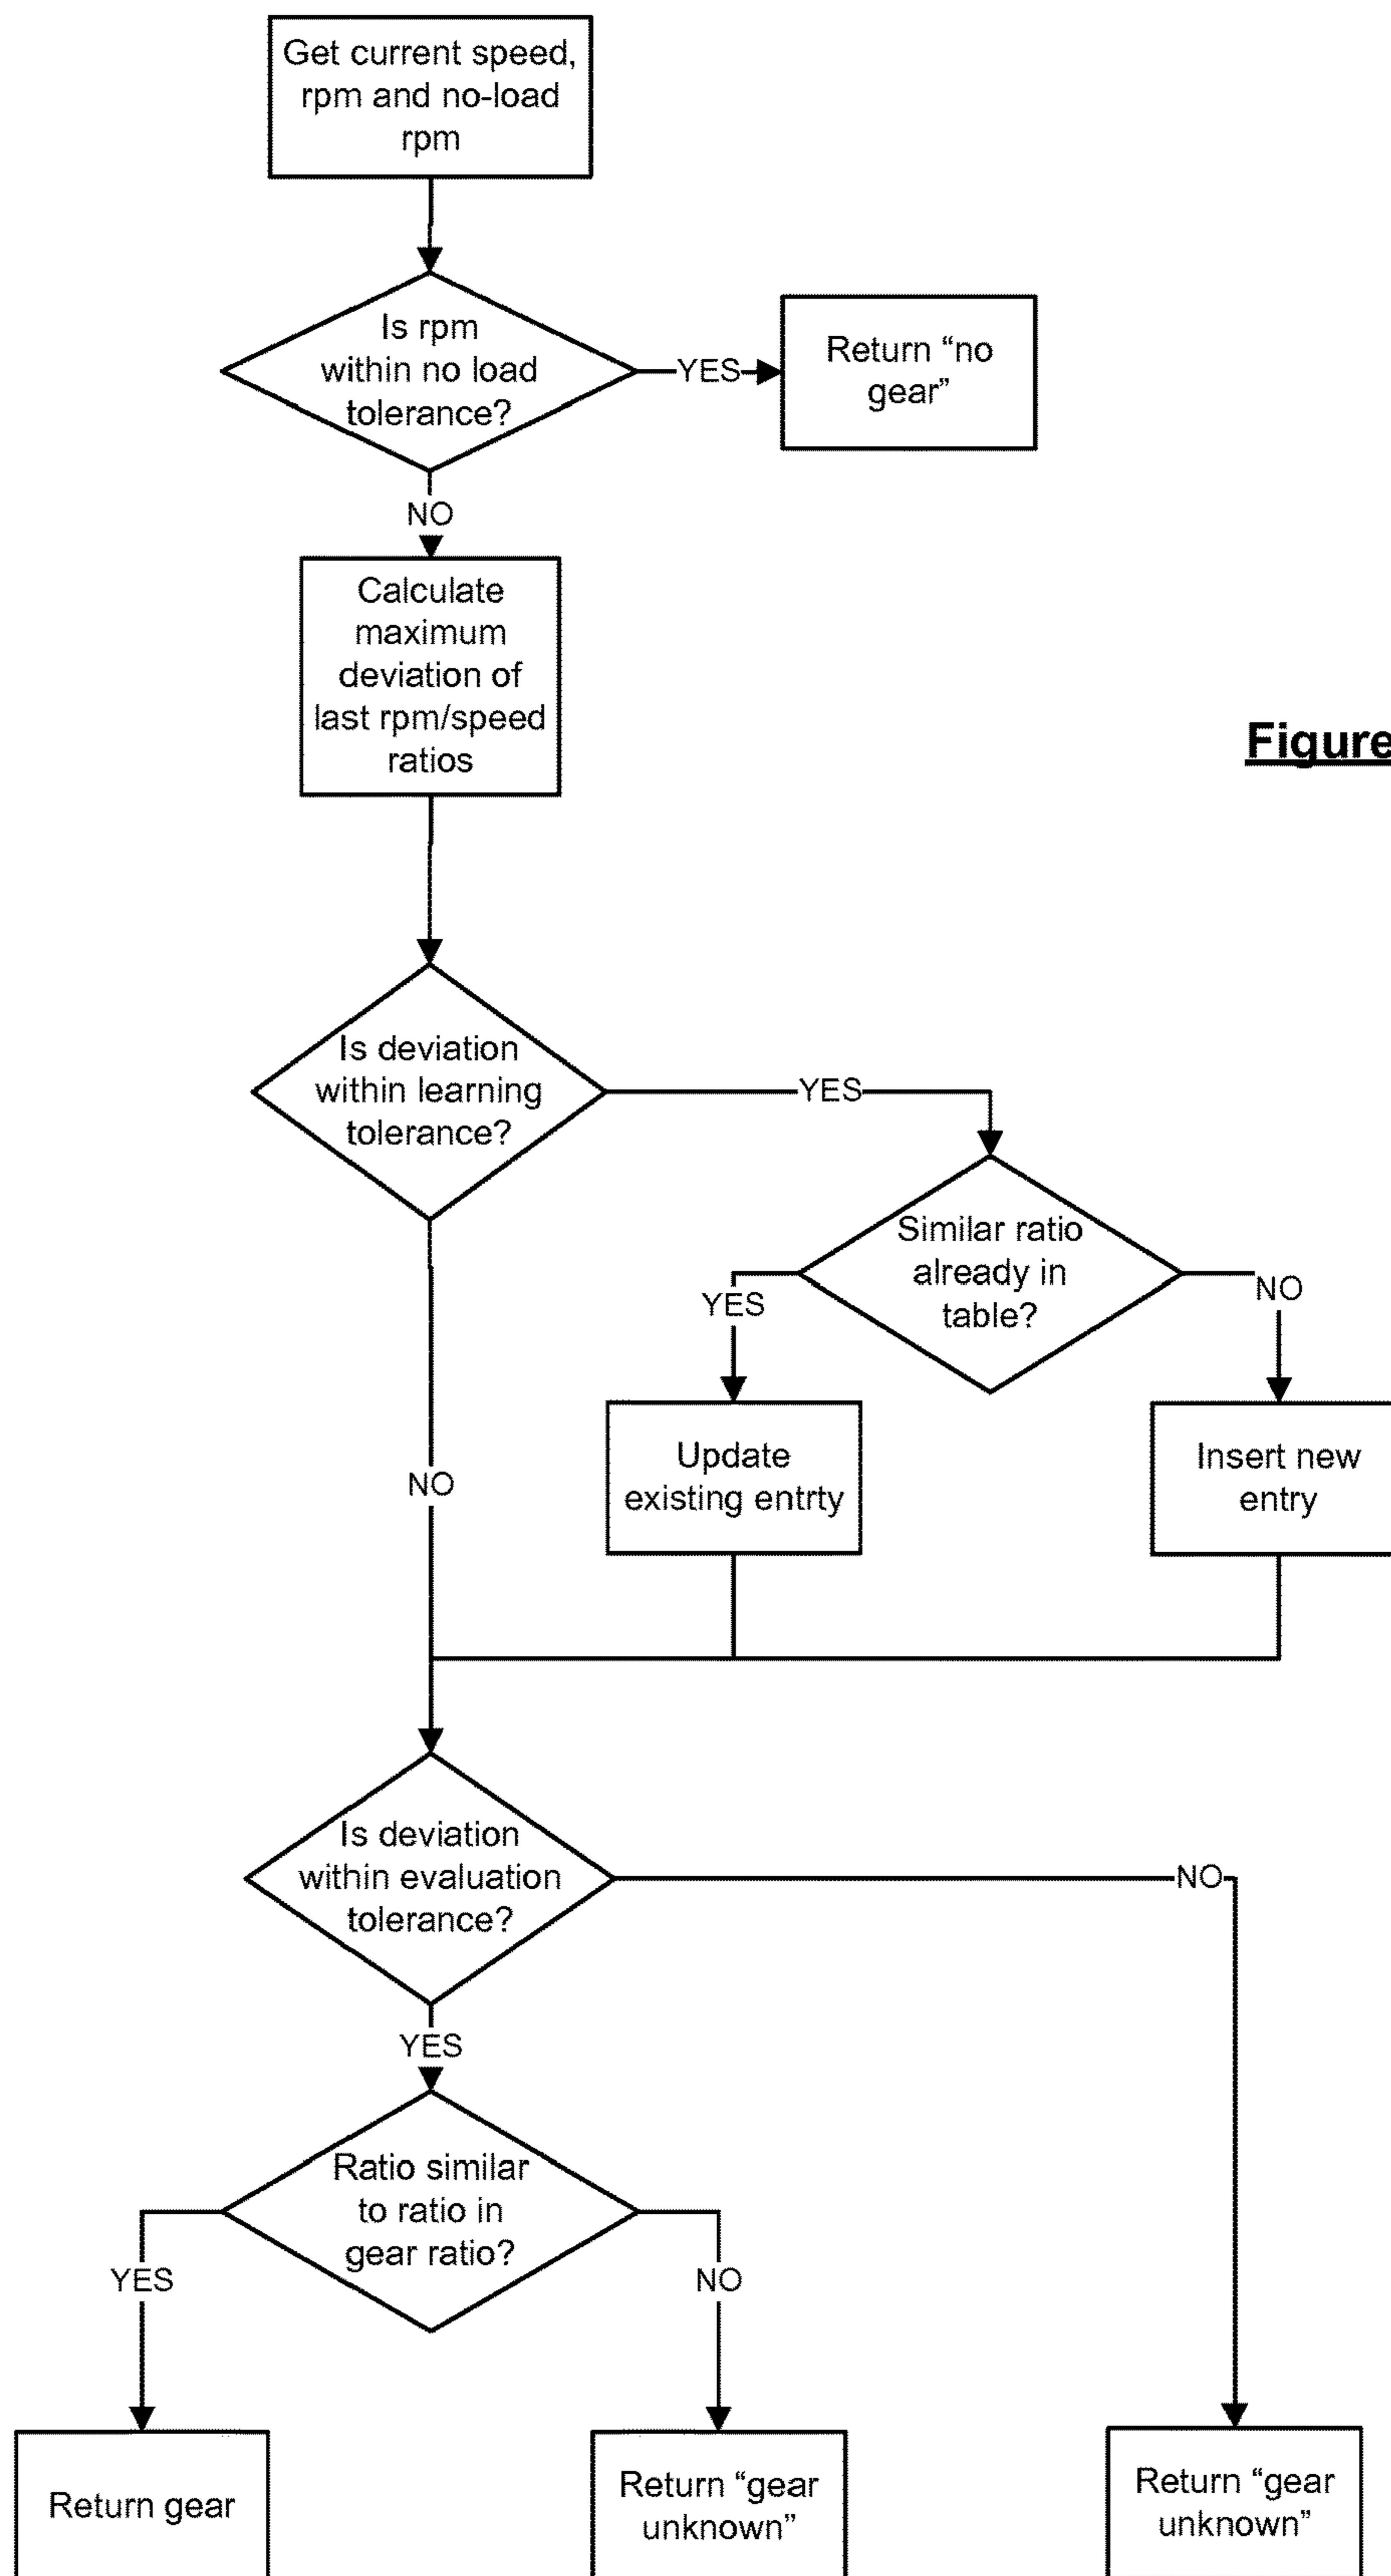 Get current speed,
rpm and no-load
rpm
Is rpm
within no load
tolerance?
YES
Return “no
gear”
NO
Calculate
maximum
deviation of
last rpm/speed
ratios
Figure
Is deviation
within learning
tolerance?
YES
Similar ratio
already in
table?
YES
NO
Update
existing entrty
Insert new
entry
NO
Is deviation
within evaluation
tolerance?
NO
YES
Ratio similar
to ratio in
gear ratio?
YES
NO
Return gear
Return “gear
unknown”
Return “gear
unknown”